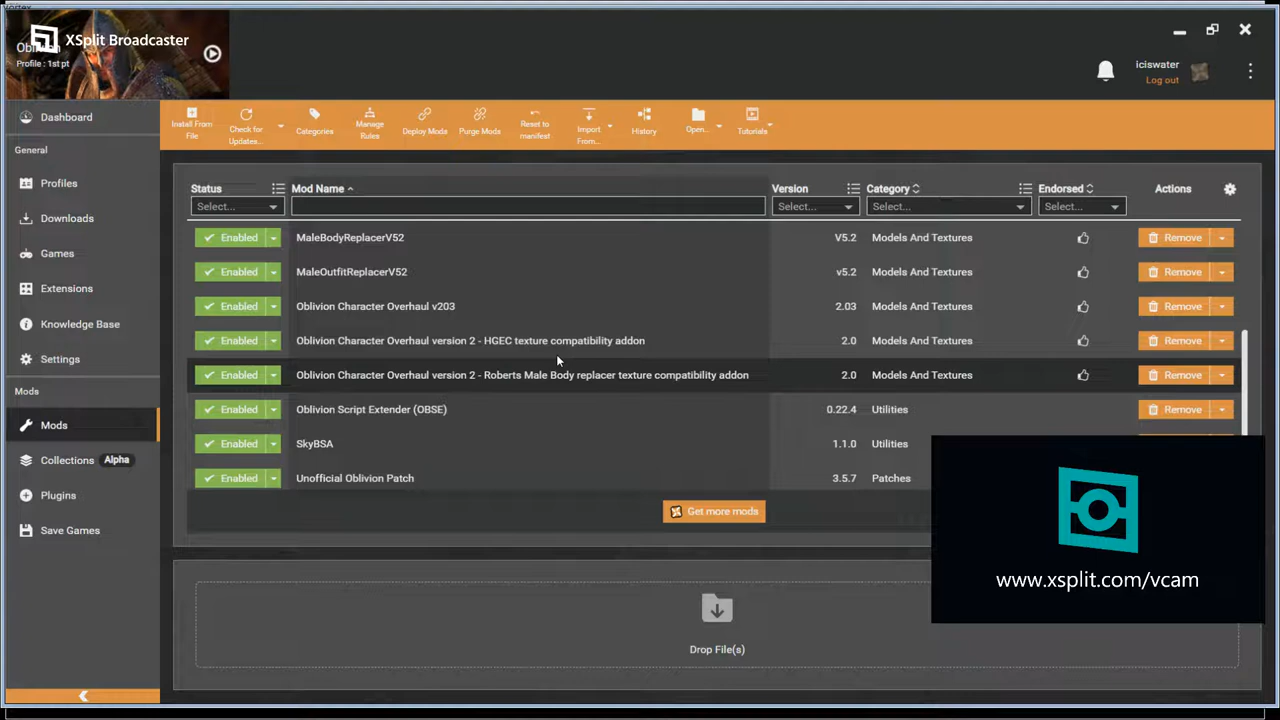 XSplit Broadcaster
Profile : 1st pt
iciswater
Log out
Dashboard
General
Profiles
Downloads
Games
Extensions
Knowledge Base
Settings
Mods
Mods
Collections Alpha
Plugins
Save Games
Install From File
Check for Updates...
Categories
Manage Rules
Deploy Mods
Purge Mods
Reset to manifest
Import From...
History
Open...
Tutorials
Status Mod Name Version Category Endorsed Actions
Select... Select... Select... Select...
Enabled MaleBodyReplacerV52 V5.2 Models And Textures Remove
Enabled MaleOutfitReplacerV52 v5.2 Models And Textures Remove
Enabled Oblivion Character Overhaul v203 2.03 Models And Textures Remove
Enabled Oblivion Character Overhaul version 2 - HGEC texture compatibility addon 2.0 Models And Textures Remove
Enabled Oblivion Character Overhaul version 2 - Roberts Male Body replacer texture compatibility addon 2.0 Models And Textures Remove
Enabled Oblivion Script Extender (OBSE) 0.22.4 Utilities Remove
Enabled SkyBSA 1.1.0 Utilities
Enabled Unofficial Oblivion Patch 3.5.7 Patches
Get more mods
www.xsplit.com/vcam
Drop File(s)